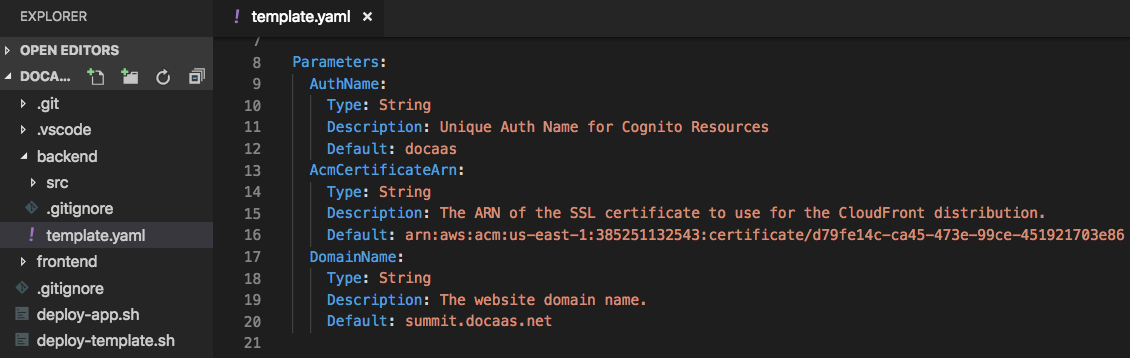 EXPLORER
OPEN EDITORS
DOCA...
.git
.vscode
backend
src
.gitignore
! template.yaml
frontend
.gitignore
deploy-app.sh
deploy-template.sh
! template.yaml ×
7
8 Parameters:
9 AuthName:
10 Type: String
11 Description: Unique Auth Name for Cognito Resources
12 Default: docaas
13 AcmCertificateArn:
14 Type: String
15 Description: The ARN of the SSL certificate to use for the CloudFront distribution.
16 Default: arn:aws:acm:us-east-1:385251132543:certificate/d79fe14c-ca45-473e-99ce-451921703e86
17 DomainName:
18 Type: String
19 Description: The website domain name.
20 Default: summit.docaas.net
21